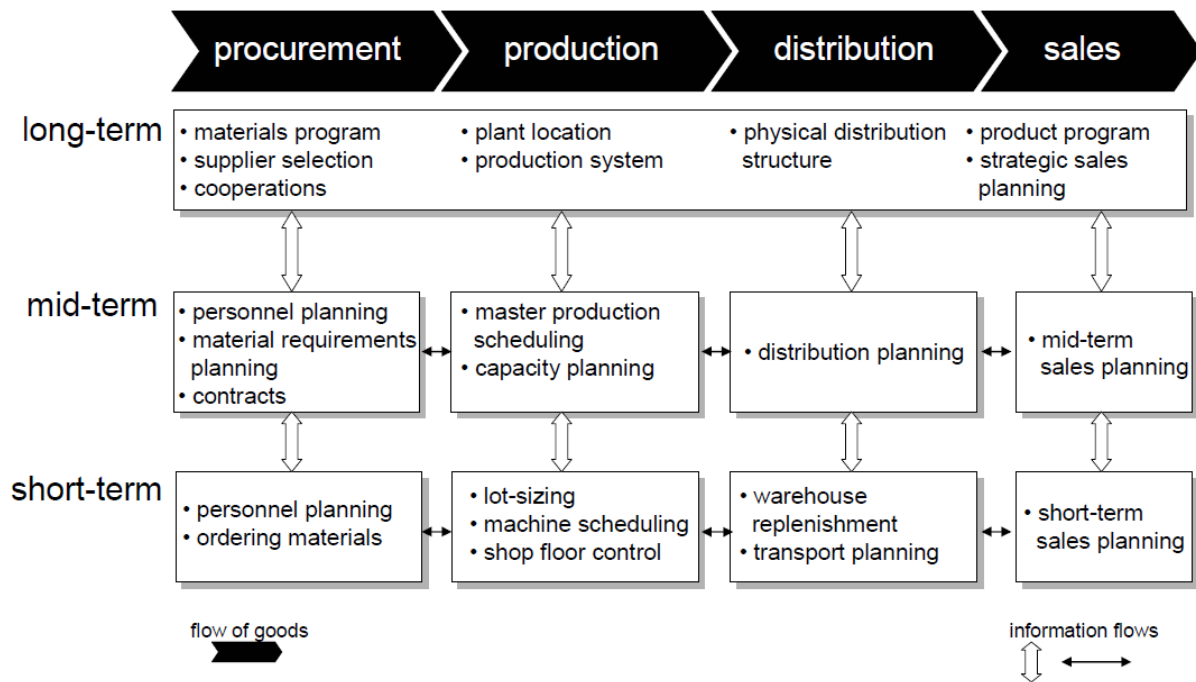 procurement
production
distribution
sales
long-term
• materials program
• supplier selection
• cooperations
• plant location
• production system
• physical distribution
structure
• product program
• strategic sales
planning
mid-term
• personnel planning
• material requirements
planning
• contracts
• master production
scheduling
• capacity planning
• distribution planning
• mid-term
sales planning
short-term
• personnel planning
• ordering materials
• lot-sizing
• machine scheduling
• shop floor control
• warehouse
replenishment
• transport planning
• short-term
sales planning
flow of goods
information flows